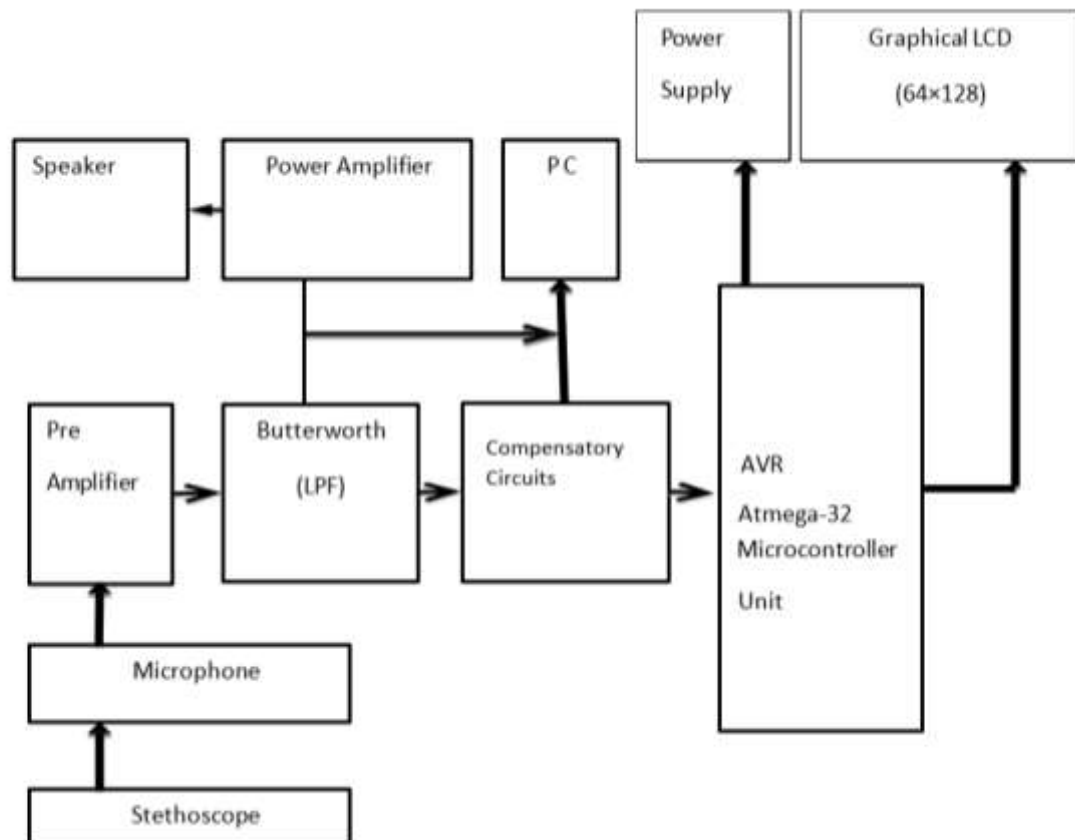 Power
Supply
Graphical LCD
(64×128)
Speaker
Power Amplifier
PC
Pre
Amplifier
Butterworth
(LPF)
Compensatory
Circuits
AVR
Atmega-32
Microcontroller
Unit
Microphone
Stethoscope